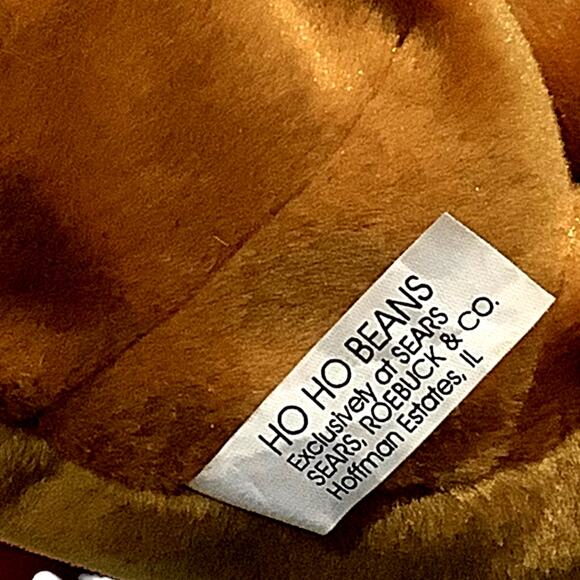 HO HO BEANS
Exclusively at SEARS
SEARS, ROEBUCK & CO.
Hoffman Estates, IL